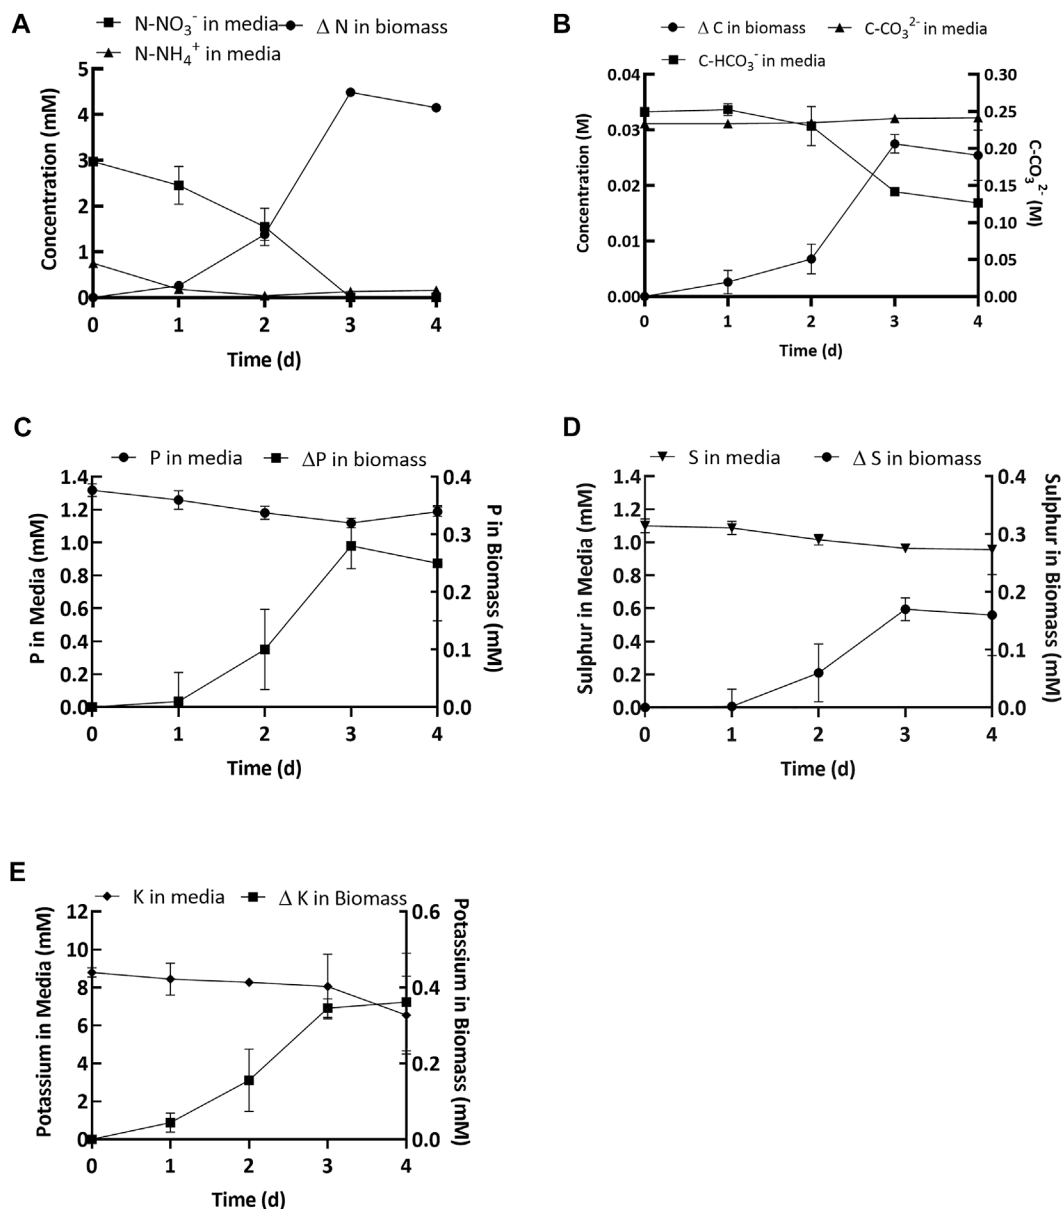 A
N-NO₃⁻ in media
Δ N in biomass
N-NH₄⁺ in media
Concentration (mM)
5
4
3
2
1
0
0 1 2 3 4
Time (d)
B
Δ C in biomass
C-CO₃²⁻ in media
C-HCO₃⁻ in media
Concentration (M)
0.04
0.03
0.02
0.01
0.00
0.30
0.25
0.20
0.15
0.10
0.05
0.00
C-CO₃²⁻ (M)
0 1 2 3 4
Time (d)
C
P in media
ΔP in biomass
P in Media (mM)
1.4
1.2
1.0
0.8
0.6
0.4
0.2
0.0
0.4
0.3
0.2
0.1
0.0
P in Biomass (mM)
0 1 2 3 4
Time (d)
D
S in media
Δ S in biomass
Sulphur in Media (mM)
1.4
1.2
1.0
0.8
0.6
0.4
0.2
0.0
0.4
0.3
0.2
0.1
0.0
Sulphur in Biomass (mM)
0 1 2 3 4
Time (d)
E
K in media
Δ K in Biomass
Potassium in Media (mM)
12
10
8
6
4
2
0
0.6
0.4
0.2
0.0
Potassium in Biomass (mM)
0 1 2 3 4
Time (d)